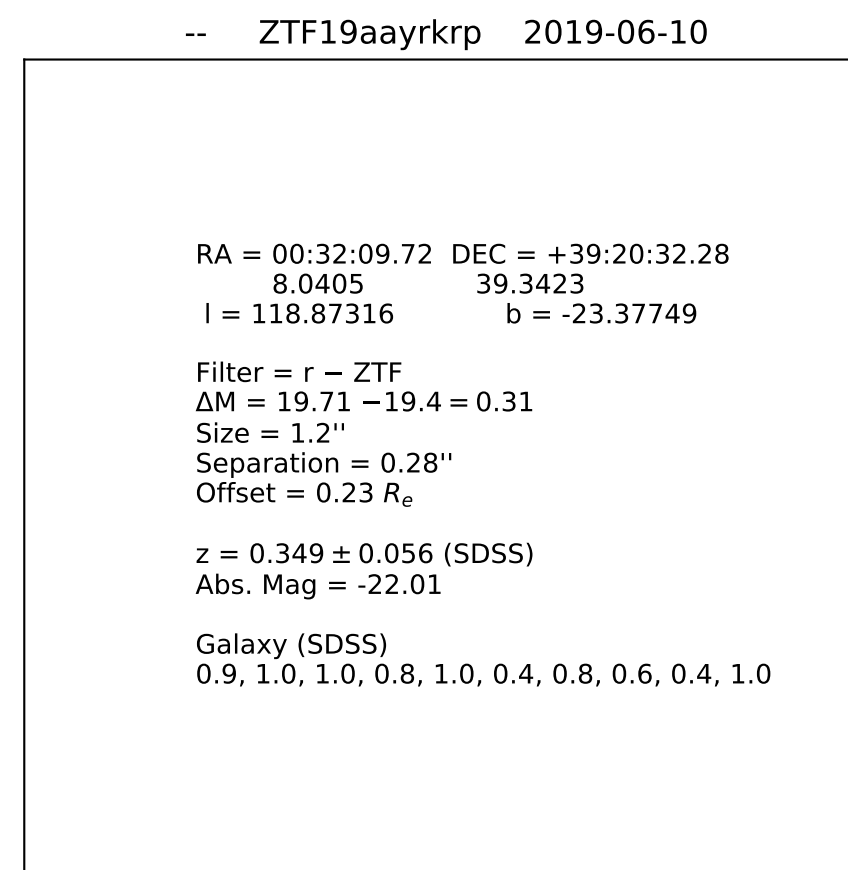 -- ZTF19aayrkrp 2019-06-10
RA = 00:32:09.72 DEC = +39:20:32.28
8.0405 39.3423
l = 118.87316 b = -23.37749
Filter = r − ZTF
ΔM = 19.71 −19.4 = 0.31
Size = 1.2''
Separation = 0.28''
Offset = 0.23 Re
z = 0.349 ± 0.056 (SDSS)
Abs. Mag = -22.01
Galaxy (SDSS)
0.9, 1.0, 1.0, 0.8, 1.0, 0.4, 0.8, 0.6, 0.4, 1.0